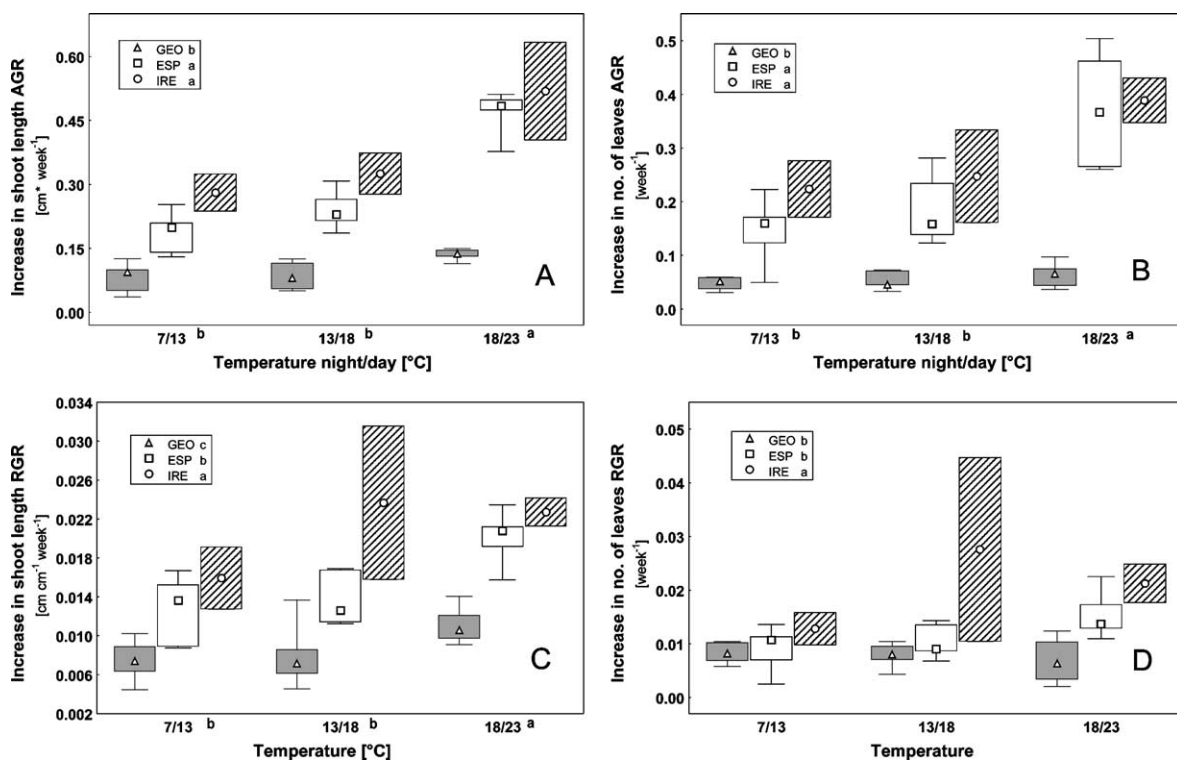 Increase in shoot length AGR
[cm* week⁻¹]
0.60
0.45
0.30
0.15
0.00
GEO b
ESP a
IRE a
A
7/13 b
13/18 b
18/23 a
Temperature night/day [°C]
Increase in no. of leaves AGR
[week⁻¹]
0.5
0.4
0.3
0.2
0.1
0.0
GEO b
ESP a
IRE a
B
7/13 b
13/18 b
18/23 a
Temperature night/day [°C]
Increase in shoot length RGR
[cm cm⁻¹ week⁻¹]
0.034
0.030
0.026
0.022
0.018
0.014
0.010
0.006
0.002
GEO c
ESP b
IRE a
C
7/13 b
13/18 b
18/23 a
Temperature [°C]
Increase in no. of leaves RGR
[week⁻¹]
0.05
0.04
0.03
0.02
0.01
0.00
GEO b
ESP b
IRE a
D
7/13
13/18
18/23
Temperature